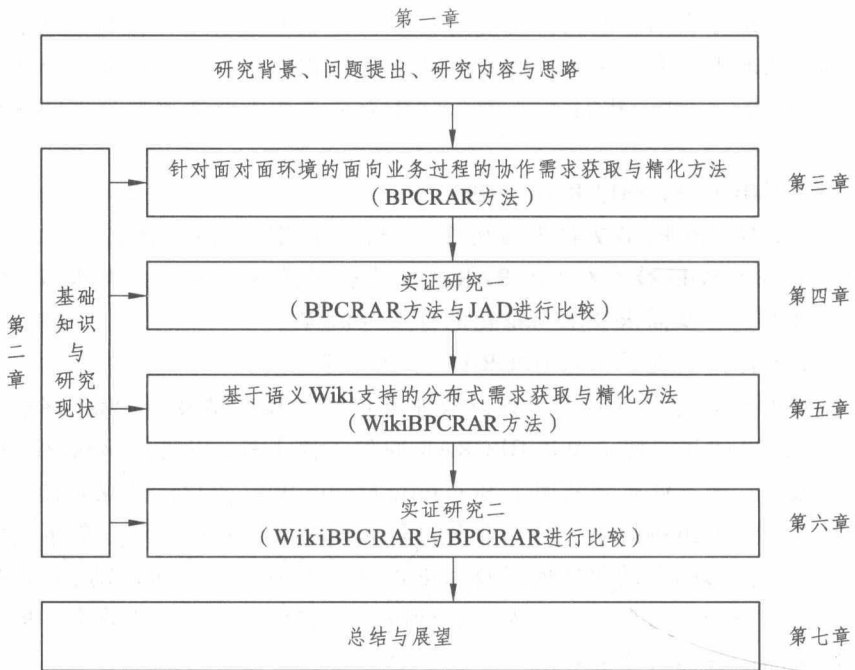 第一章
研究背景、问题提出、研究内容与思路
针对面对面环境的面向业务过程的协作需求获取与精化方法
（BPCRAR方法）
第三章
实证研究一
（BPCRAR方法与JAD进行比较）
第四章
第二章
基础
知识
与
研究
现状
基于语义Wiki支持的分布式需求获取与精化方法
（WikiBPCRAR方法）
第五章
实证研究二
（WikiBPCRAR与BPCRAR进行比较）
第六章
总结与展望
第七章